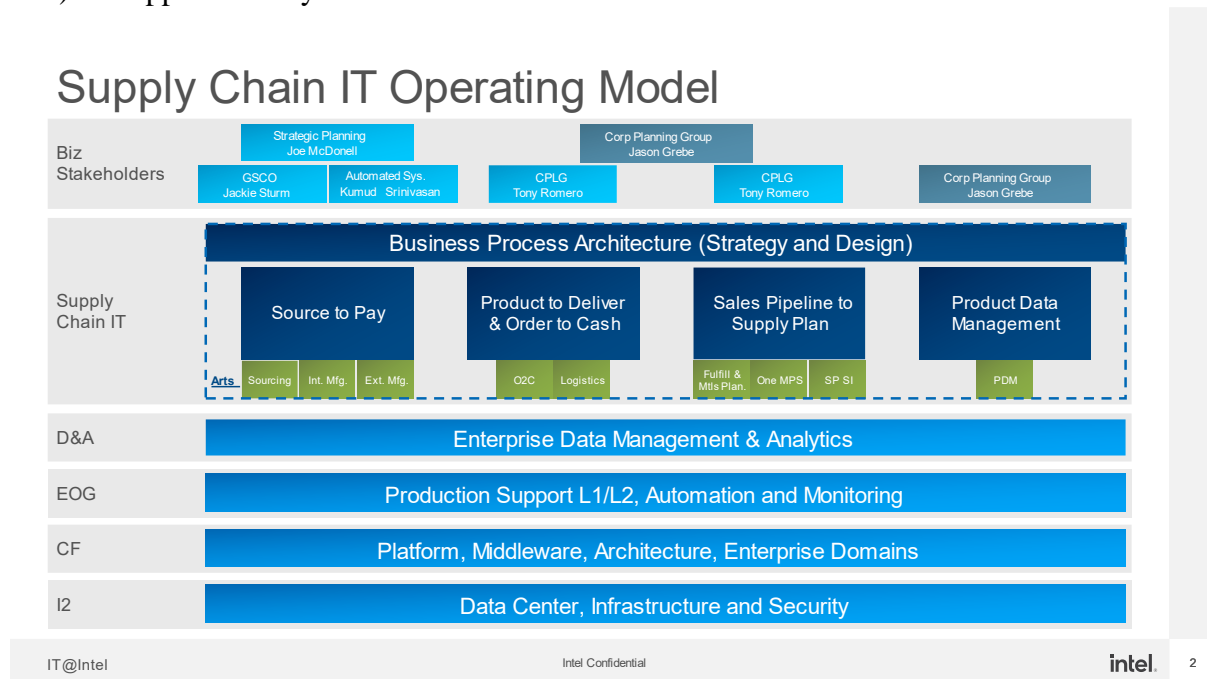 Supply Chain IT Operating Model
Biz
Stakeholders
Strategic Planning
Joe McDonell
Corp Planning Group
Jason Grebe
GSCO
Jackie Sturm
Automated Sys.
Kumud Srinivasan
CPLG
Tony Romero
CPLG
Tony Romero
Corp Planning Group
Jason Grebe
Supply
Chain IT
Business Process Architecture (Strategy and Design)
Source to Pay
Product to Deliver
& Order to Cash
Sales Pipeline to
Supply Plan
Product Data
Management
Arts
Sourcing
Int. Mfg.
Ext. Mfg.
O2C
Logistics
Fulfill &
Mtls Plan.
One MPS
SP SI
PDM
D&A
Enterprise Data Management & Analytics
EOG
Production Support L1/L2, Automation and Monitoring
CF
Platform, Middleware, Architecture, Enterprise Domains
I2
Data Center, Infrastructure and Security
IT@Intel
Intel Confidential
intel.
2